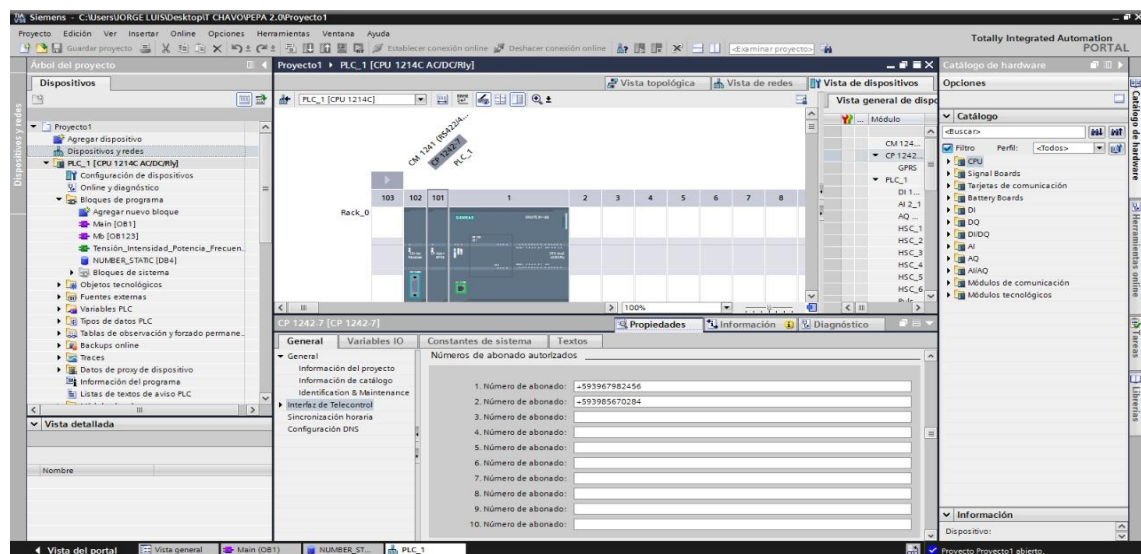 Siemens - C:\Users\JORGE LUIS\Desktop\T CHAVO\PEPA 2.0\Proyecto1
Proyecto Edición Ver Insertar Online Opciones Herramientas Ventana Ayuda
Totally Integrated Automation
PORTAL
Guardar proyecto
Establecer conexión online
Deshacer conexión online
<Examinar proyecto>
Árbol del proyecto
Dispositivos
Proyecto1
Agregar dispositivo
Dispositivos y redes
PLC_1 [CPU 1214C AC/DC/Rly]
Configuración de dispositivos
Online y diagnóstico
Bloques de programa
Agregar nuevo bloque
Main [OB1]
Mb [OB123]
Tensión_Intensidad_Potencia_Frecuen..
NUMBER_STATIC [DB4]
Bloques de sistema
Objetos tecnológicos
Fuentes externas
Variables PLC
Tipos de datos PLC
Tablas de observación y forzado permane..
Backups online
Traces
Datos de proxy de dispositivo
Información del programa
Listas de textos de aviso PLC
Vista detallada
Nombre
Dispositivos y redes
Proyecto1 PLC_1 [CPU 1214C AC/DC/Rly]
Vista topológica
Vista de redes
Vista de dispositivos
PLC_1 [CPU 1214C]
CM 1241 (RS422/4...
CP 1242-7
PLC_1
103 102 101 1 2 3 4 5 6 7 8
Rack_0
SIEMENS
100%
Vista general de dispo
... Módulo
CM 124...
CP 1242...
GPRS
PLC_1
DI 1...
AI 2_1
AQ ...
HSC_1
HSC_2
HSC_3
HSC_4
HSC_5
HSC_6
CP 1242-7 [CP 1242-7]
Propiedades
Información
Diagnóstico
General
Variables IO
Constantes de sistema
Textos
General
Información del proyecto
Información de catálogo
Identification & Maintenance
Interfaz de Telecontrol
Sincronización horaria
Configuración DNS
Números de abonado autorizados
1. Número de abonado: +593967982456
2. Número de abonado: +593985670284
3. Número de abonado:
4. Número de abonado:
5. Número de abonado:
6. Número de abonado:
7. Número de abonado:
8. Número de abonado:
9. Número de abonado:
10. Número de abonado:
Catálogo de hardware
Opciones
Catálogo
<Buscar>
Filtro Perfil: <Todos>
CPU
Signal Boards
Tarjetas de comunicación
Battery Boards
DI
DQ
DI/DQ
AI
AQ
AI/AQ
Módulos de comunicación
Módulos tecnológicos
Información
Dispositivo:
Catálogo de hardware
Herramientas online
Tareas
Librerías
Vista del portal
Vista general
Main (OB1)
NUMBER_ST...
PLC_1
Proyecto Proyecto1 abierto.